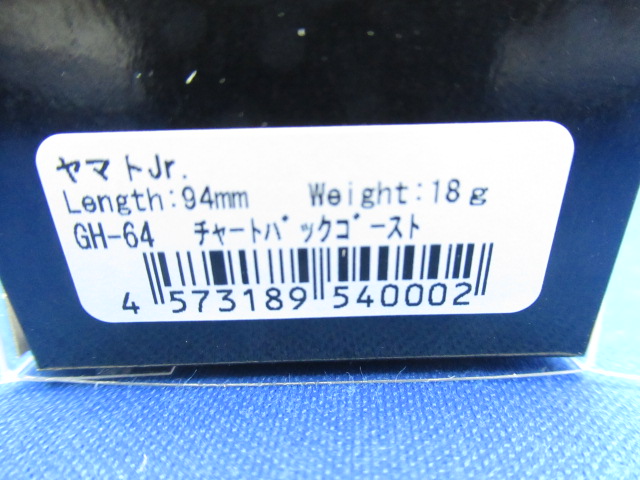 ヤマトJr.
Length:94mm Weight:18g
GH-64 チャートバックゴースト
4 573189 540002